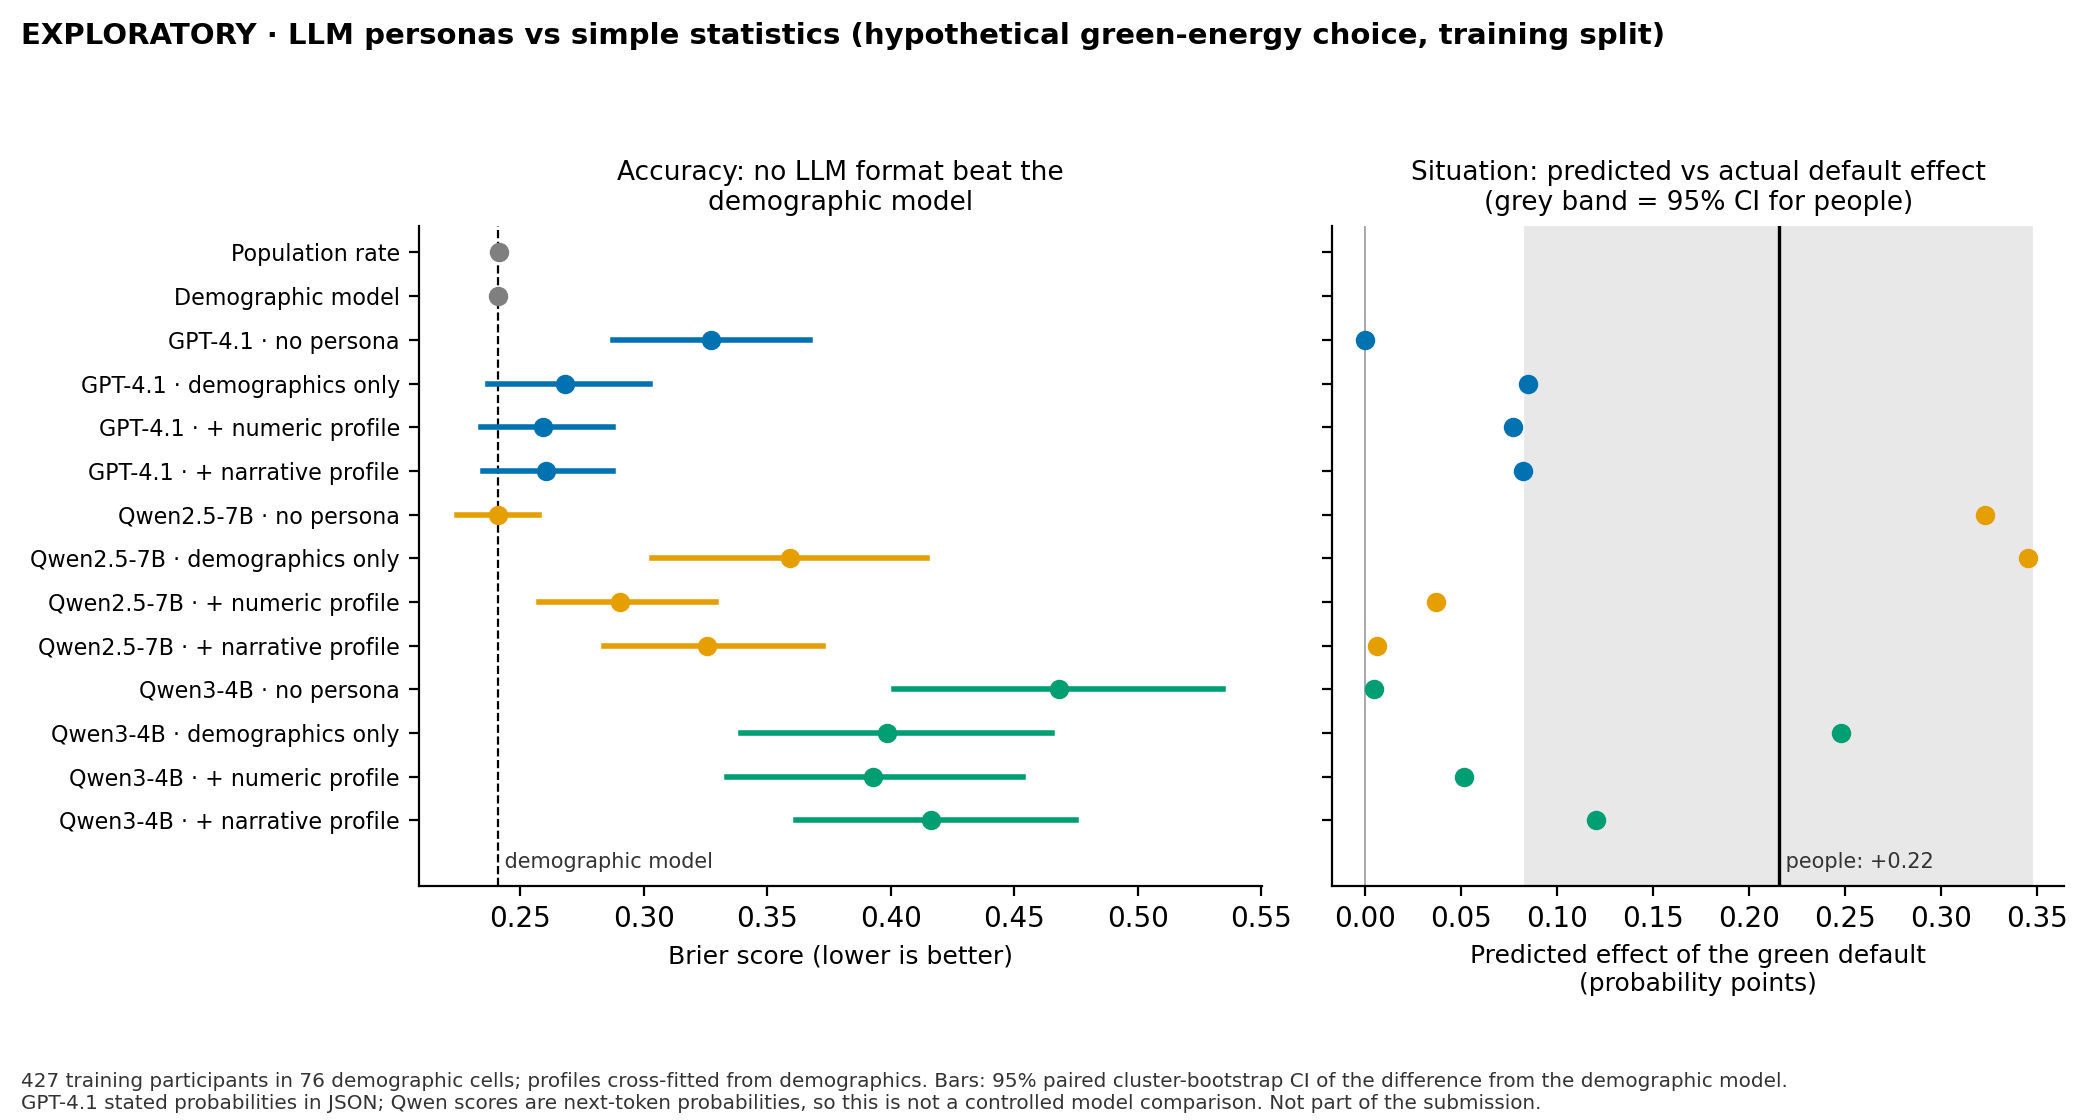 EXPLORATORY · LLM personas vs simple statistics (hypothetical green-energy choice, training split)
Accuracy: no LLM format beat the
demographic model
Population rate
Demographic model
GPT-4.1 · no persona
GPT-4.1 · demographics only
GPT-4.1 · + numeric profile
GPT-4.1 · + narrative profile
Qwen2.5-7B · no persona
Qwen2.5-7B · demographics only
Qwen2.5-7B · + numeric profile
Qwen2.5-7B · + narrative profile
Qwen3-4B · no persona
Qwen3-4B · demographics only
Qwen3-4B · + numeric profile
Qwen3-4B · + narrative profile
demographic model
0.25 0.30 0.35 0.40 0.45 0.50 0.55
Brier score (lower is better)
Situation: predicted vs actual default effect
(grey band = 95% CI for people)
people: +0.22
0.00 0.05 0.10 0.15 0.20 0.25 0.30 0.35
Predicted effect of the green default
(probability points)
427 training participants in 76 demographic cells; profiles cross-fitted from demographics. Bars: 95% paired cluster-bootstrap CI of the difference from the demographic model.
GPT-4.1 stated probabilities in JSON; Qwen scores are next-token probabilities, so this is not a controlled model comparison. Not part of the submission.